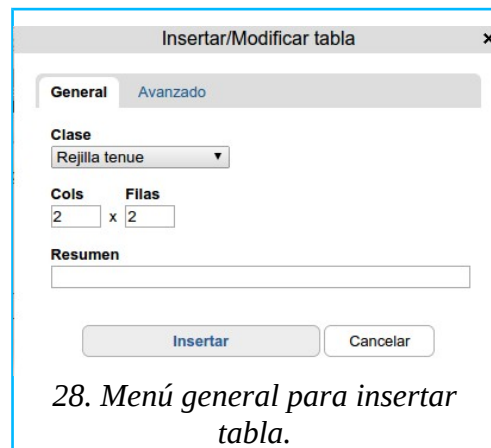 Insertar/Modificar tabla ×
General Avanzado
Clase
Rejilla tenue ▼
Cols Filas
2 x 2
Resumen
Insertar Cancelar
28. Menú general para insertar
tabla.